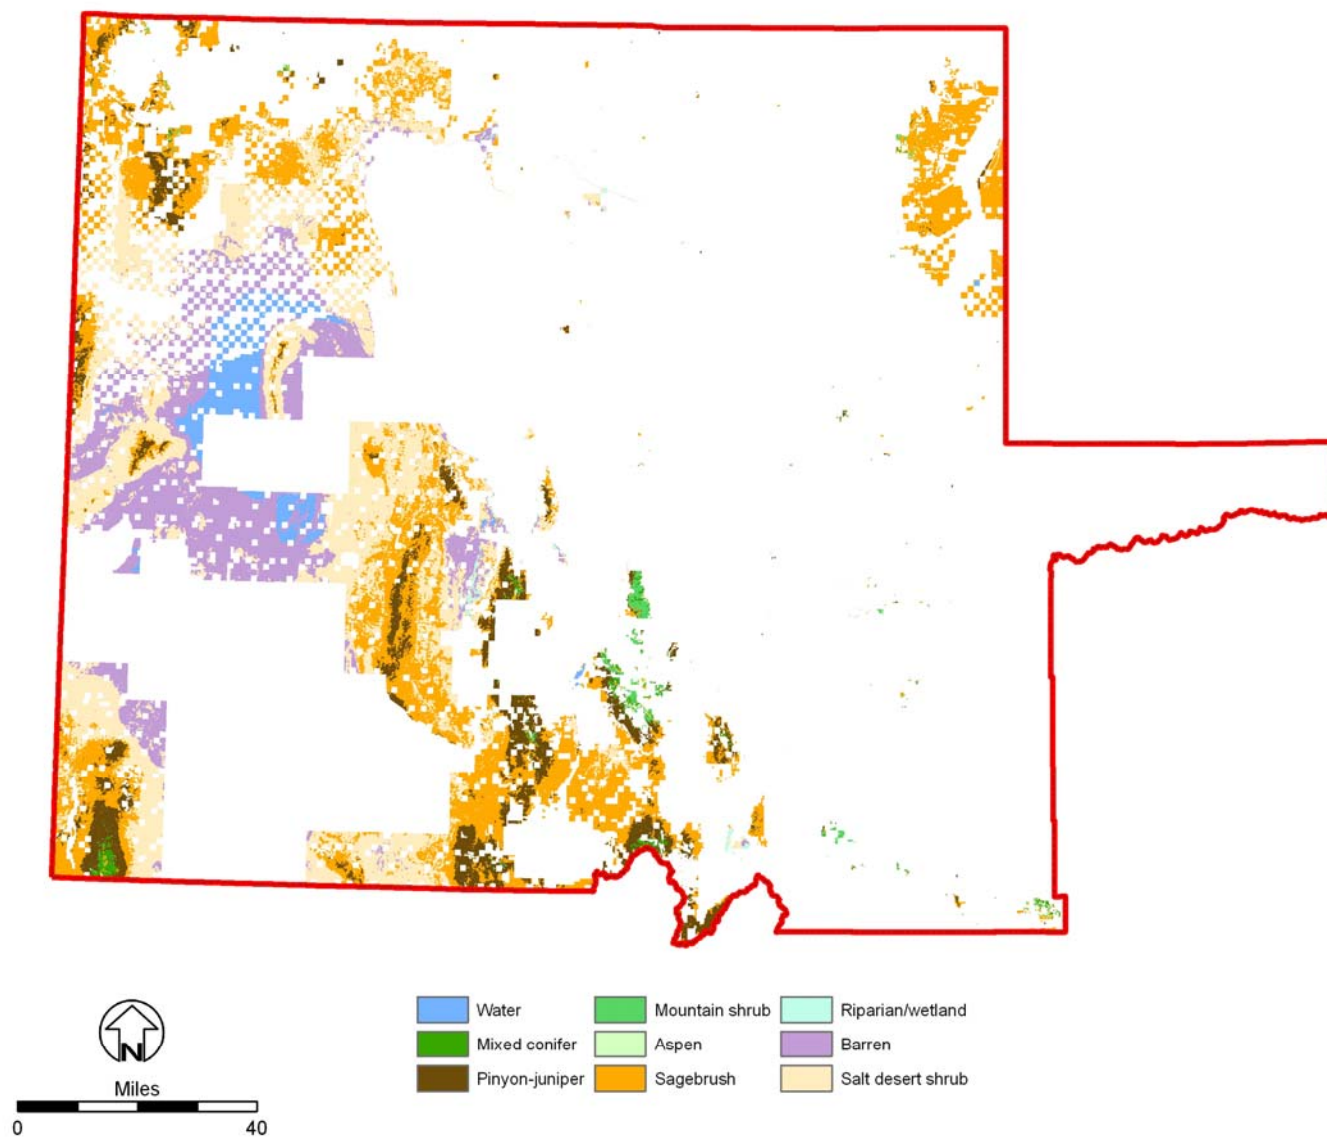 N
Miles
0 40
Water
Mountain shrub
Riparian/wetland
Mixed conifer
Aspen
Barren
Pinyon-juniper
Sagebrush
Salt desert shrub